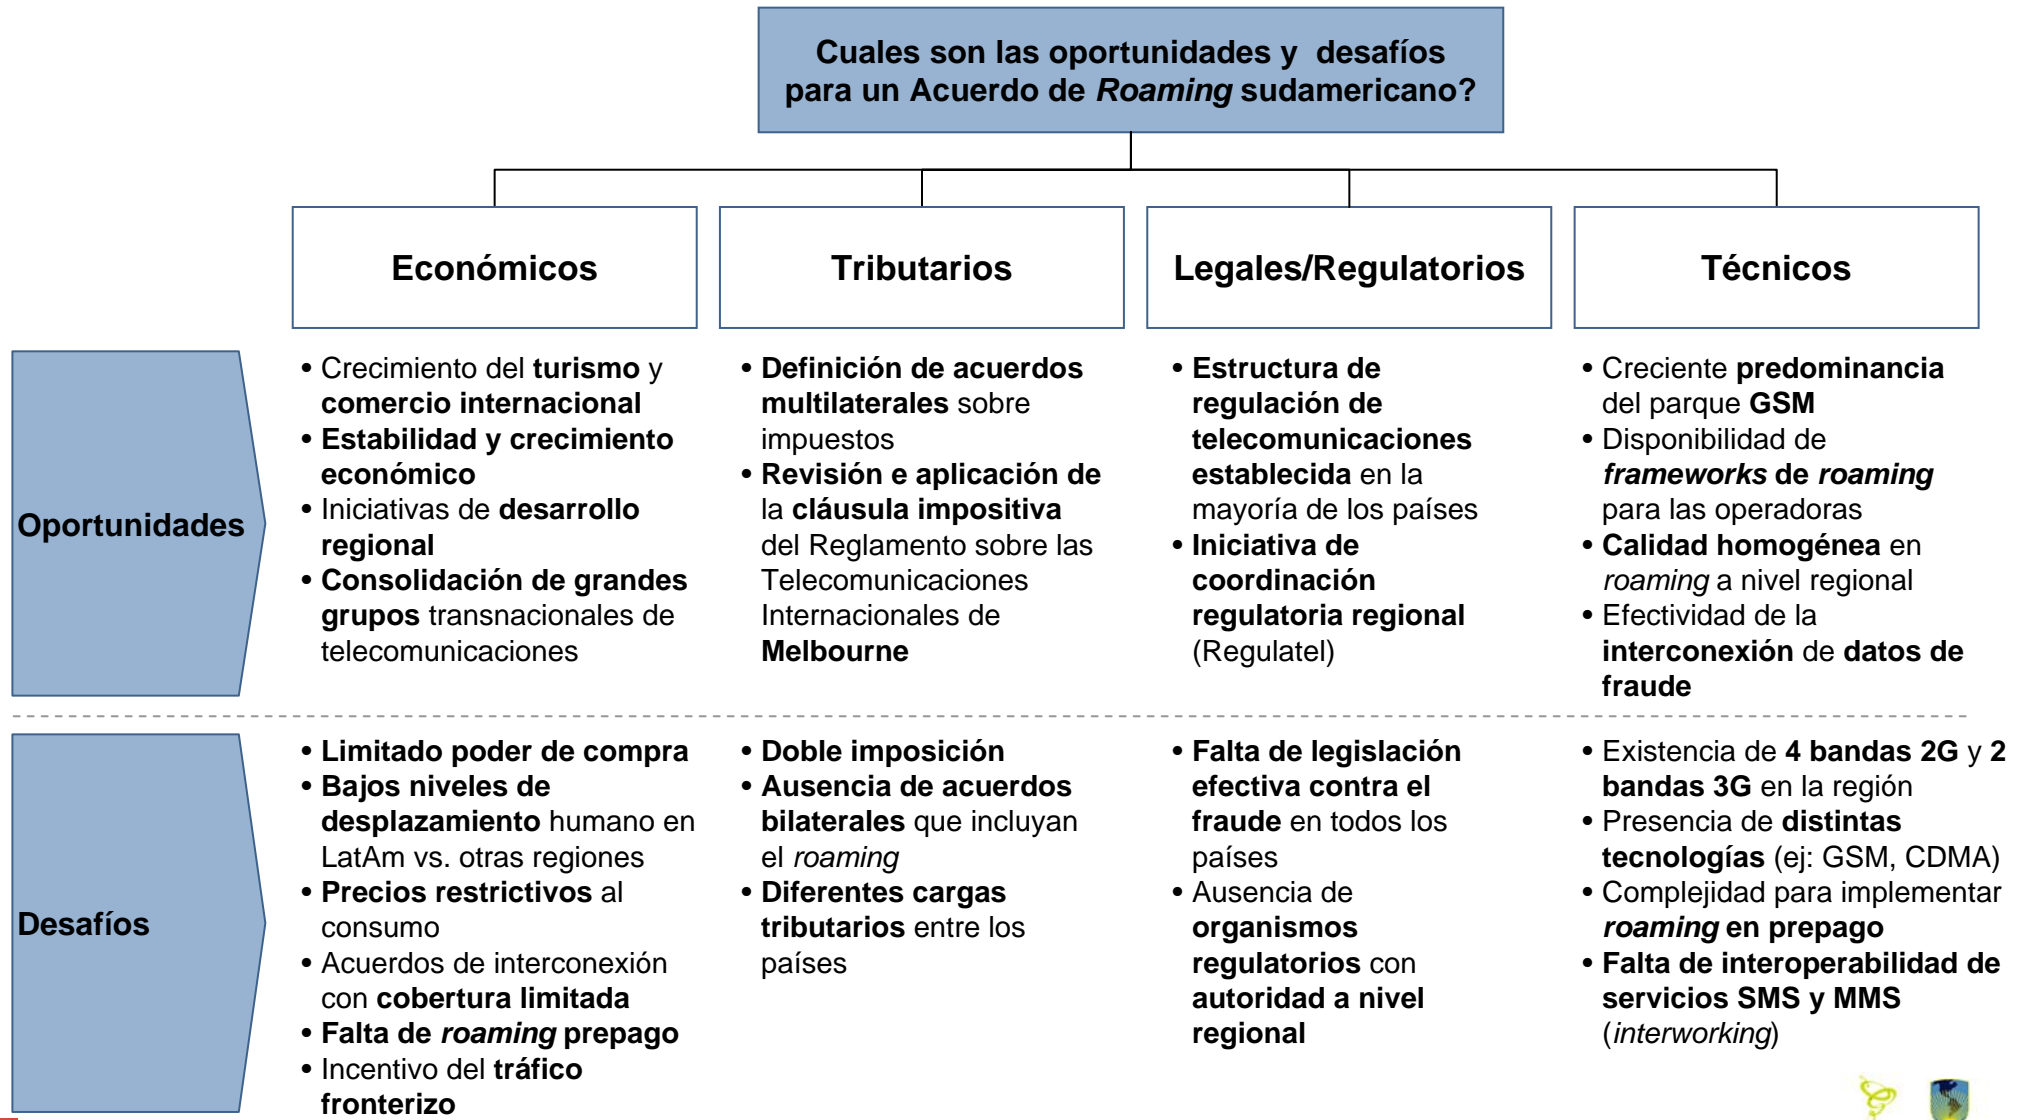 Cuales son las oportunidades y desafíos
para un Acuerdo de Roaming sudamericano?
Económicos
Tributarios
Legales/Regulatorios
Técnicos
Oportunidades
• Crecimiento del turismo y
comercio internacional
• Estabilidad y crecimiento
económico
• Iniciativas de desarrollo
regional
• Consolidación de grandes
grupos transnacionales de
telecomunicaciones
• Definición de acuerdos
multilaterales sobre
impuestos
• Revisión e aplicación de
la cláusula impositiva
del Reglamento sobre las
Telecomunicaciones
Internacionales de
Melbourne
• Estructura de
regulación de
telecomunicaciones
establecida en la
mayoría de los países
• Iniciativa de
coordinación
regulatoria regional
(Regulatel)
• Creciente predominancia
del parque GSM
• Disponibilidad de
frameworks de roaming
para las operadoras
• Calidad homogénea en
roaming a nivel regional
• Efectividad de la
interconexión de datos de
fraude
Desafíos
• Limitado poder de compra
• Bajos niveles de
desplazamiento humano en
LatAm vs. otras regiones
• Precios restrictivos al
consumo
• Acuerdos de interconexión
con cobertura limitada
• Falta de roaming prepago
• Incentivo del tráfico
fronterizo
• Doble imposición
• Ausencia de acuerdos
bilaterales que incluyan
el roaming
• Diferentes cargas
tributarios entre los
países
• Falta de legislación
efectiva contra el
fraude en todos los
países
• Ausencia de
organismos
regulatorios con
autoridad a nivel
regional
• Existencia de 4 bandas 2G y 2
bandas 3G en la región
• Presencia de distintas
tecnologías (ej: GSM, CDMA)
• Complejidad para implementar
roaming en prepago
• Falta de interoperabilidad de
servicios SMS y MMS
(interworking)